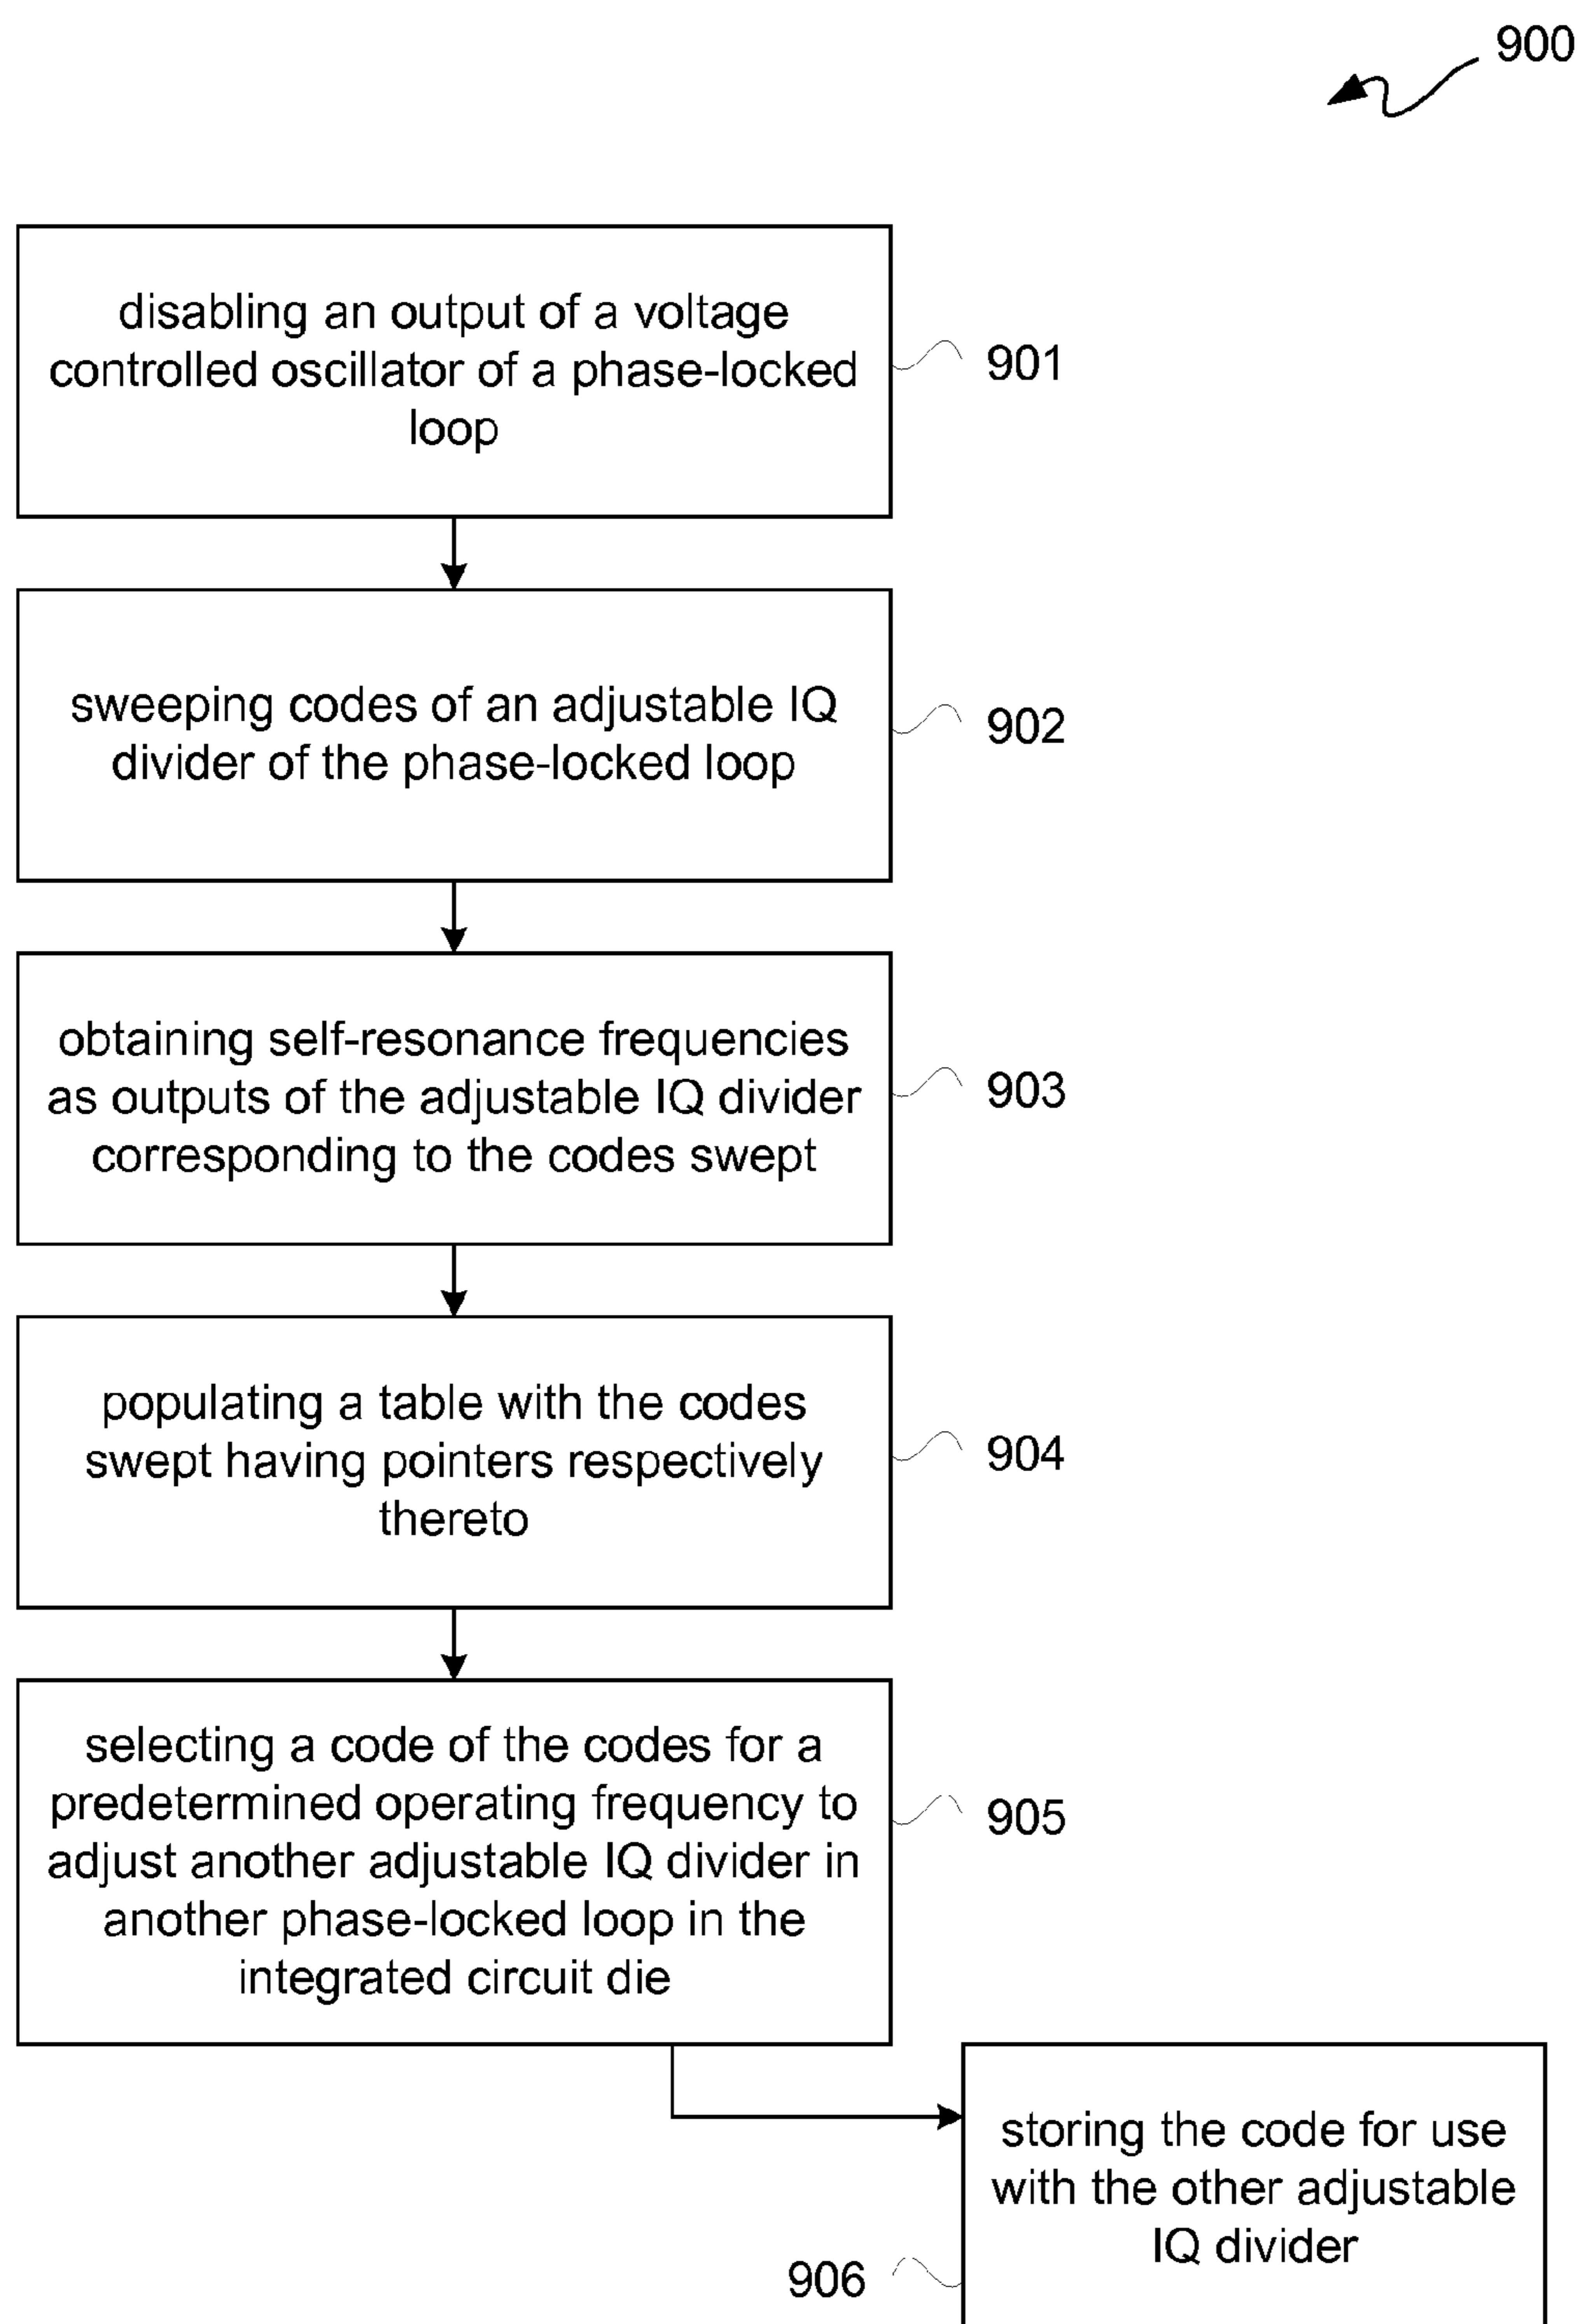 900
disabling an output of a voltage
controlled oscillator of a phase-locked
loop
901
sweeping codes of an adjustable IQ
divider of the phase-locked loop
902
obtaining self-resonance frequencies
as outputs of the adjustable IQ divider
corresponding to the codes swept
903
populating a table with the codes
swept having pointers respectively
thereto
904
selecting a code of the codes for a
predetermined operating frequency to
adjust another adjustable IQ divider in
another phase-locked loop in the
integrated circuit die
905
storing the code for use
with the other adjustable
IQ divider
906